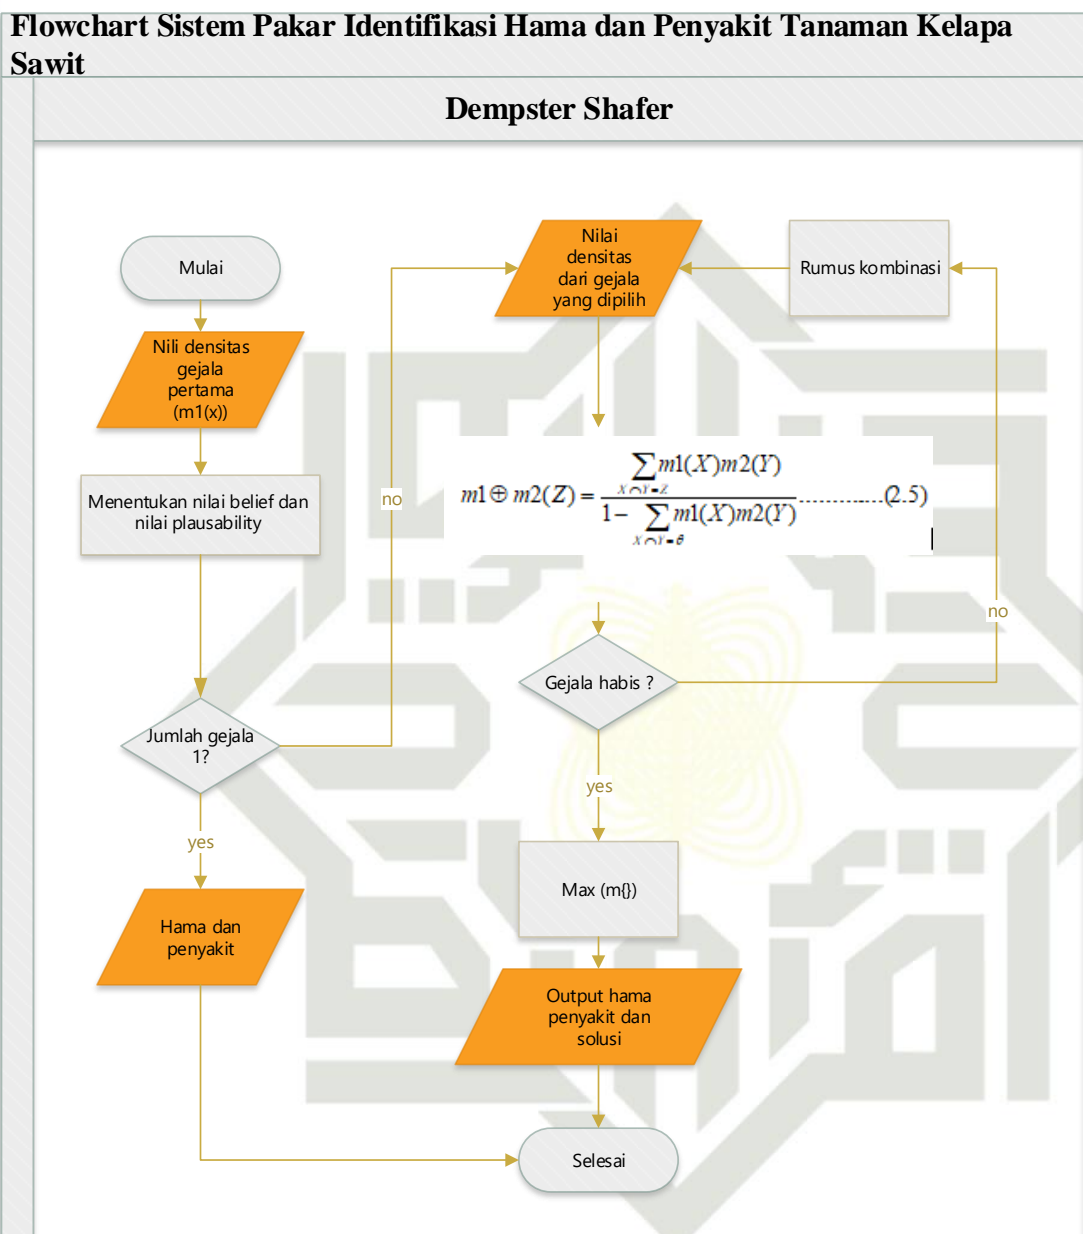 Flowchart Sistem Pakar Identifikasi Hama dan Penyakit Tanaman Kelapa
Sawit
Dempster Shafer
Mulai
Nili densitas
gejala
pertama
(m1(x))
Menentukan nilai belief dan
nilai plausability
Jumlah gejala
1?
no
yes
Hama dan
penyakit
Nilai
densitas
dari gejala
yang dipilih
Rumus kombinasi
m1 ⊕ m2(Z) = ∑ X∩Y=Z m1(X)m2(Y) / 1 − ∑ X∩Y=θ m1(X)m2(Y) ............(2.5)
Gejala habis ?
no
yes
Max (m{})
Output hama
penyakit dan
solusi
Selesai